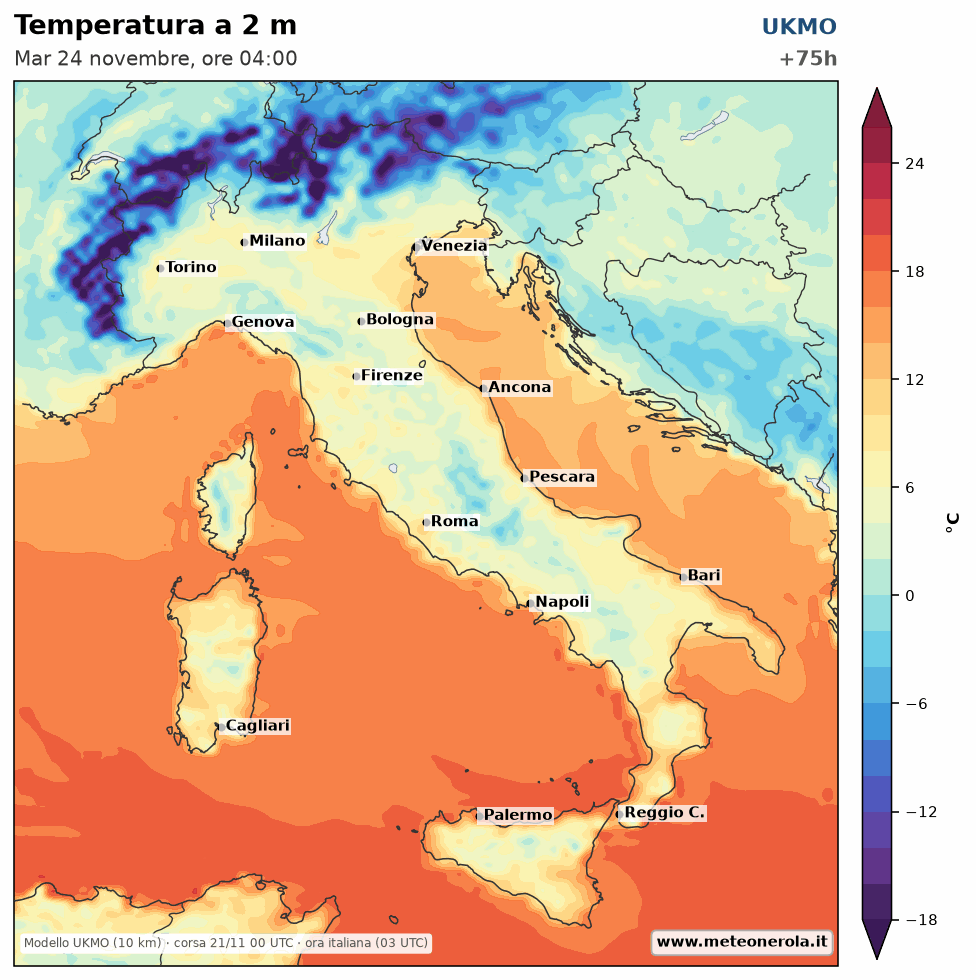 Temperatura a 2 m
UKMO
Mar 24 novembre, ore 04:00
+75h
Milano
Venezia
Torino
Genova
Bologna
Firenze
Ancona
Pescara
Roma
Bari
Napoli
Cagliari
Palermo
Reggio C.
24
18
12
6
0
−6
−12
−18
°C
Modello UKMO (10 km) · corsa 21/11 00 UTC · ora italiana (03 UTC)
www.meteonerola.it